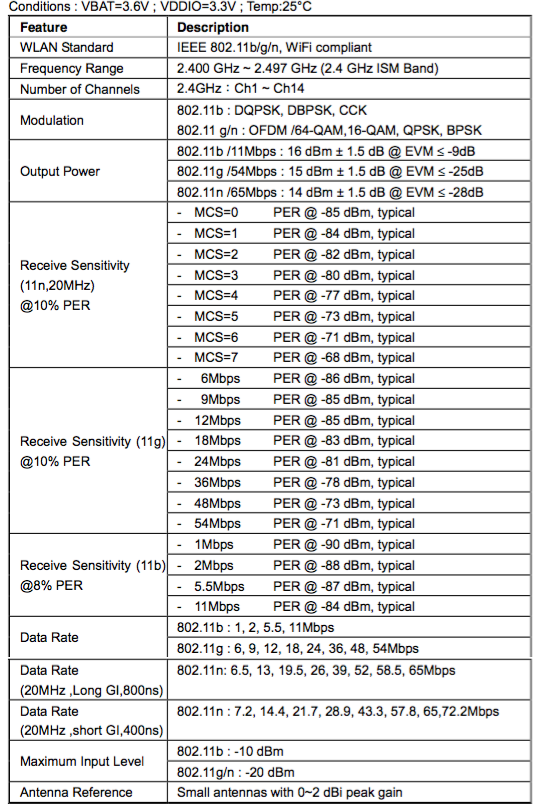 Conditions : VBAT=3.6V ; VDDIO=3.3V ; Temp:25°C
Feature Description
WLAN Standard IEEE 802.11b/g/n, WiFi compliant
Frequency Range 2.400 GHz ~ 2.497 GHz (2.4 GHz ISM Band)
Number of Channels 2.4GHz：Ch1 ~ Ch14
Modulation
802.11b : DQPSK, DBPSK, CCK
802.11 g/n : OFDM /64-QAM,16-QAM, QPSK, BPSK
Output Power
802.11b /11Mbps : 16 dBm ± 1.5 dB @ EVM ≤ -9dB
802.11g /54Mbps : 15 dBm ± 1.5 dB @ EVM ≤ -25dB
802.11n /65Mbps : 14 dBm ± 1.5 dB @ EVM ≤ -28dB
Receive Sensitivity
(11n,20MHz)
@10% PER
- MCS=0 PER @ -85 dBm, typical
- MCS=1 PER @ -84 dBm, typical
- MCS=2 PER @ -82 dBm, typical
- MCS=3 PER @ -80 dBm, typical
- MCS=4 PER @ -77 dBm, typical
- MCS=5 PER @ -73 dBm, typical
- MCS=6 PER @ -71 dBm, typical
- MCS=7 PER @ -68 dBm, typical
Receive Sensitivity (11g)
@10% PER
- 6Mbps PER @ -86 dBm, typical
- 9Mbps PER @ -85 dBm, typical
- 12Mbps PER @ -85 dBm, typical
- 18Mbps PER @ -83 dBm, typical
- 24Mbps PER @ -81 dBm, typical
- 36Mbps PER @ -78 dBm, typical
- 48Mbps PER @ -73 dBm, typical
- 54Mbps PER @ -71 dBm, typical
Receive Sensitivity (11b)
@8% PER
- 1Mbps PER @ -90 dBm, typical
- 2Mbps PER @ -88 dBm, typical
- 5.5Mbps PER @ -87 dBm, typical
- 11Mbps PER @ -84 dBm, typical
Data Rate
802.11b : 1, 2, 5.5, 11Mbps
802.11g : 6, 9, 12, 18, 24, 36, 48, 54Mbps
Data Rate
(20MHz ,Long GI,800ns)
802.11n: 6.5, 13, 19.5, 26, 39, 52, 58.5, 65Mbps
Data Rate
(20MHz ,short GI,400ns)
802.11n : 7.2, 14.4, 21.7, 28.9, 43.3, 57.8, 65,72.2Mbps
Maximum Input Level
802.11b : -10 dBm
802.11g/n : -20 dBm
Antenna Reference Small antennas with 0~2 dBi peak gain